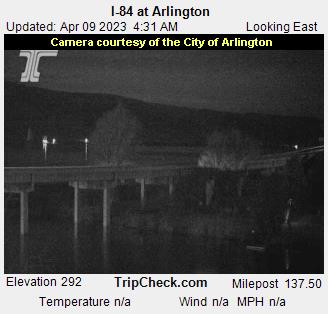 I-84 at Arlington
Updated: Apr 09 2023 4:31 AM Looking East
Camera courtesy of the City of Arlington
Elevation 292 TripCheck.com Milepost 137.50
Temperature n/a Wind n/a MPH n/a